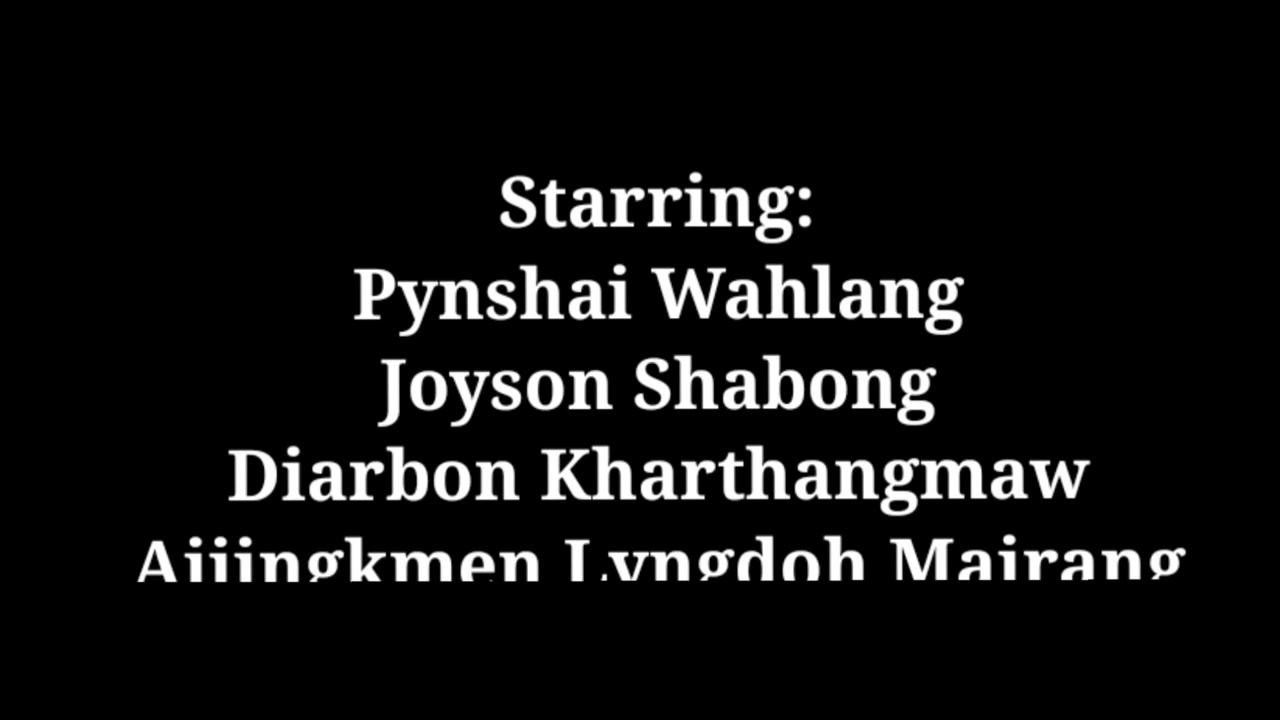 Starring:
Pynshai Wahlang
Joyson Shabong
Diarbon Kharthangmaw
Lyngdoh Mairang